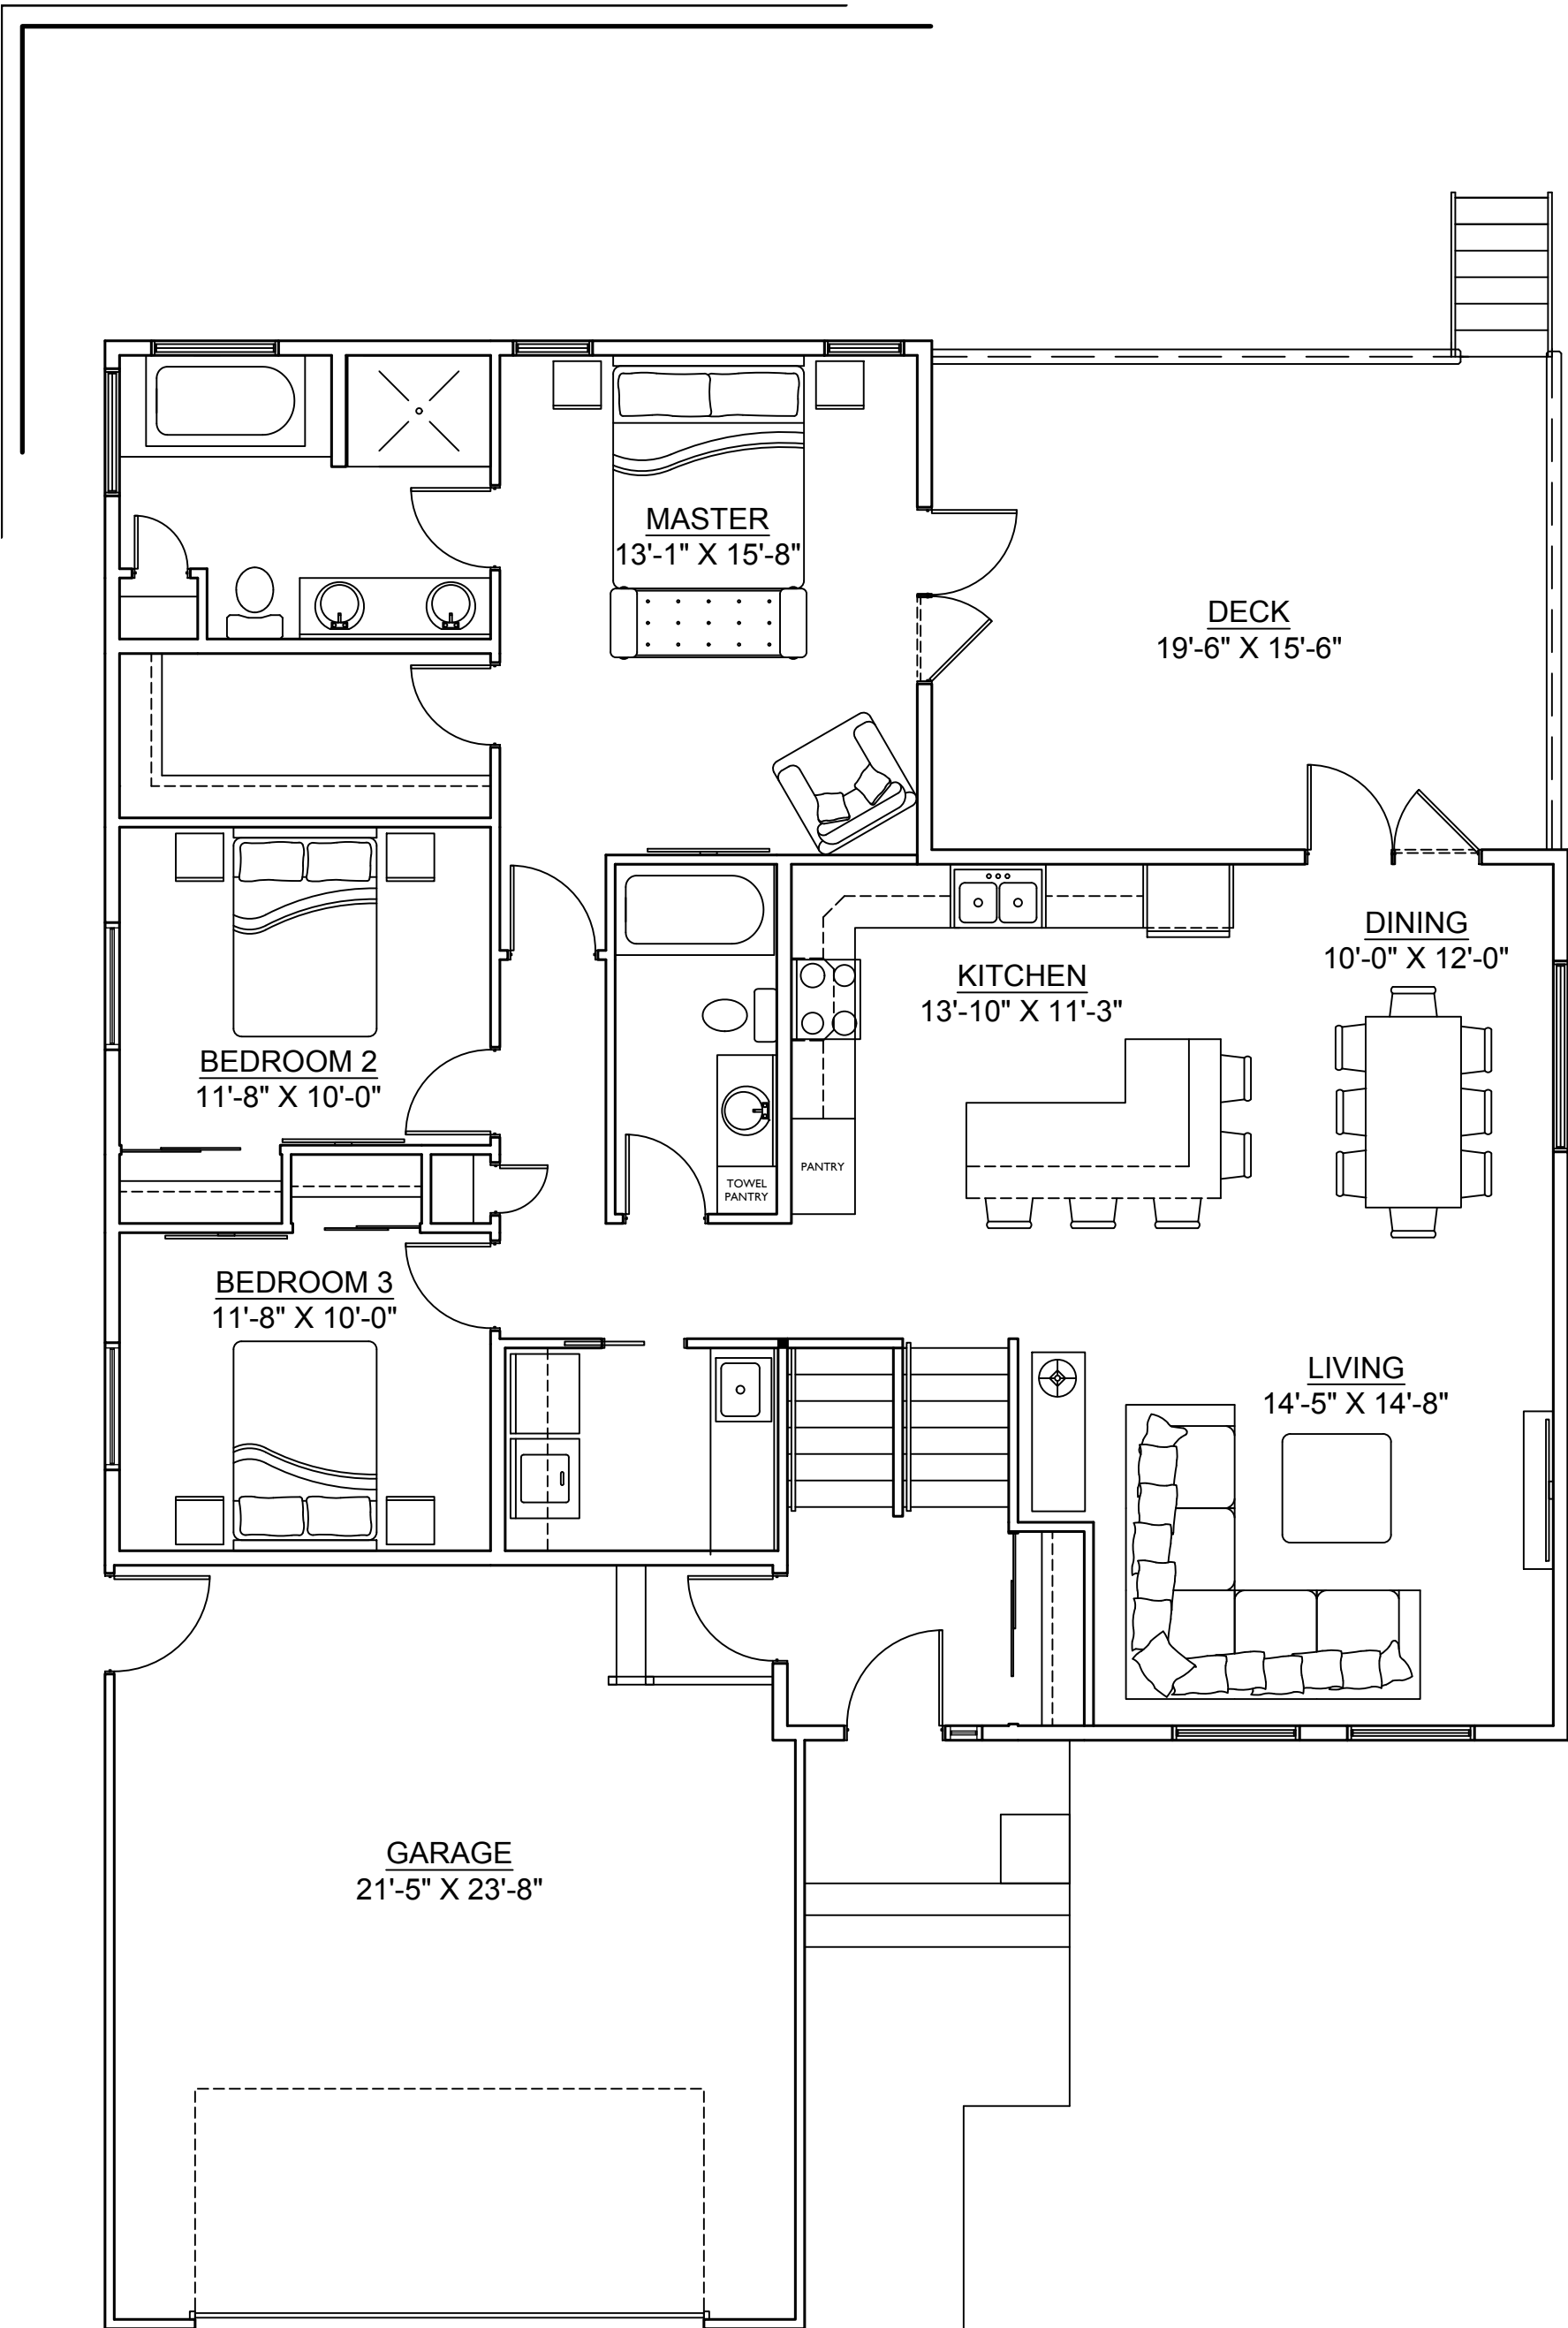 MASTER
13'-1" X 15'-8"
DECK
19'-6" X 15'-6"
DINING
10'-0" X 12'-0"
KITCHEN
13'-10" X 11'-3"
BEDROOM 2
11'-8" X 10'-0"
PANTRY
TOWEL
PANTRY
BEDROOM 3
11'-8" X 10'-0"
LIVING
14'-5" X 14'-8"
GARAGE
21'-5" X 23'-8"